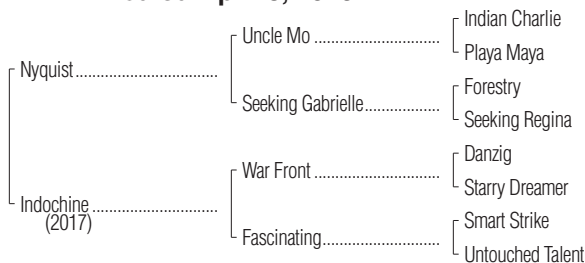 Indian Charlie
Uncle Mo
Playa Maya
Nyquist
Forestry
Seeking Gabrielle
Seeking Regina
Danzig
War Front
Starry Dreamer
Indochine
(2017)
Smart Strike
Fascinating
Untouched Talent